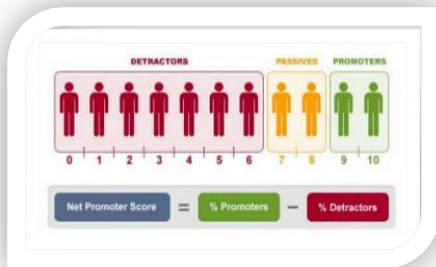 DETRACTORS PASSIVES PROMOTERS
0 1 2 3 4 5 6 7 8 9 10
Net Promoter Score = % Promoters − % Detractors